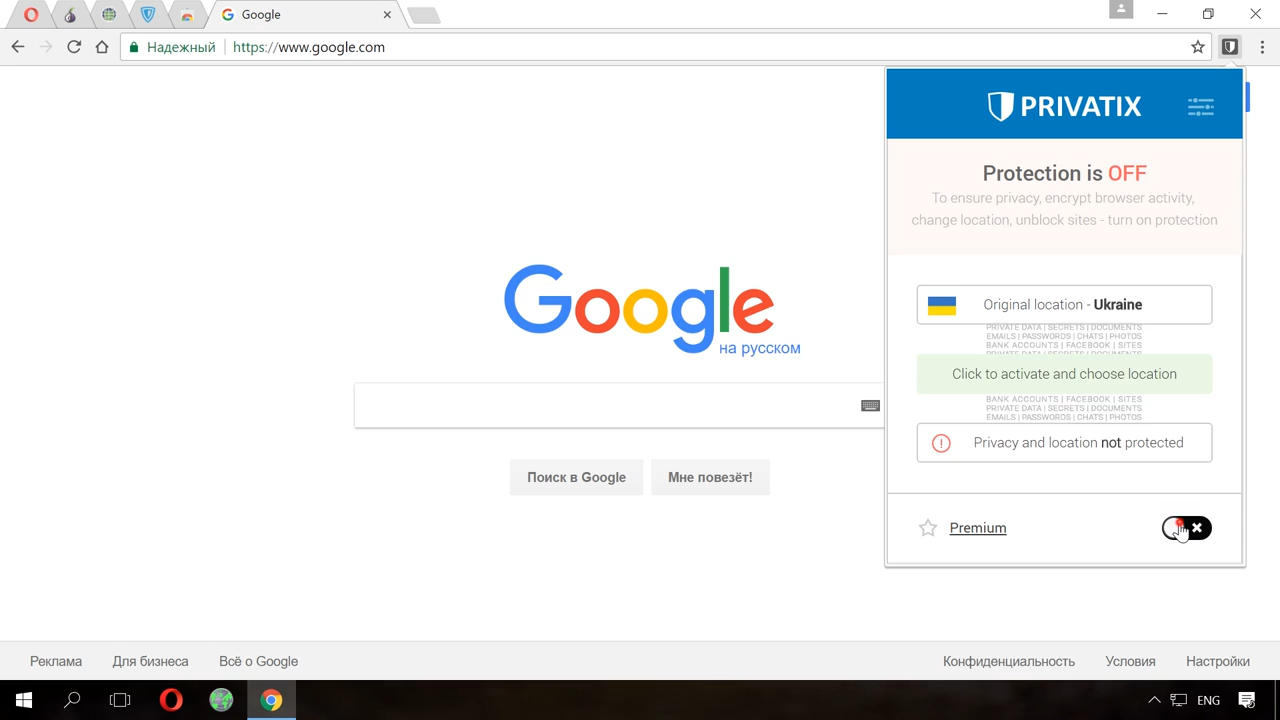 Google
Надежный
https://www.google.com
PRIVATIX
Protection is OFF
To ensure privacy, encrypt browser activity,
change location, unblock sites - turn on protection
Original location - Ukraine
PRIVATE DATA | SECRETS | DOCUMENTS
EMAILS | PASSWORDS | CHATS | PHOTOS
BANK ACCOUNTS | FACEBOOK | SITES
PRIVATE DATA | SECRETS | DOCUMENTS
Click to activate and choose location
BANK ACCOUNTS | FACEBOOK | SITES
PRIVATE DATA | SECRETS | DOCUMENTS
EMAILS | PASSWORDS | CHATS | PHOTOS
Privacy and location not protected
Premium
Google
на русском
Поиск в Google
Мне повезёт!
Реклама
Для бизнеса
Всё о Google
Конфиденциальность
Условия
Настройки
ENG